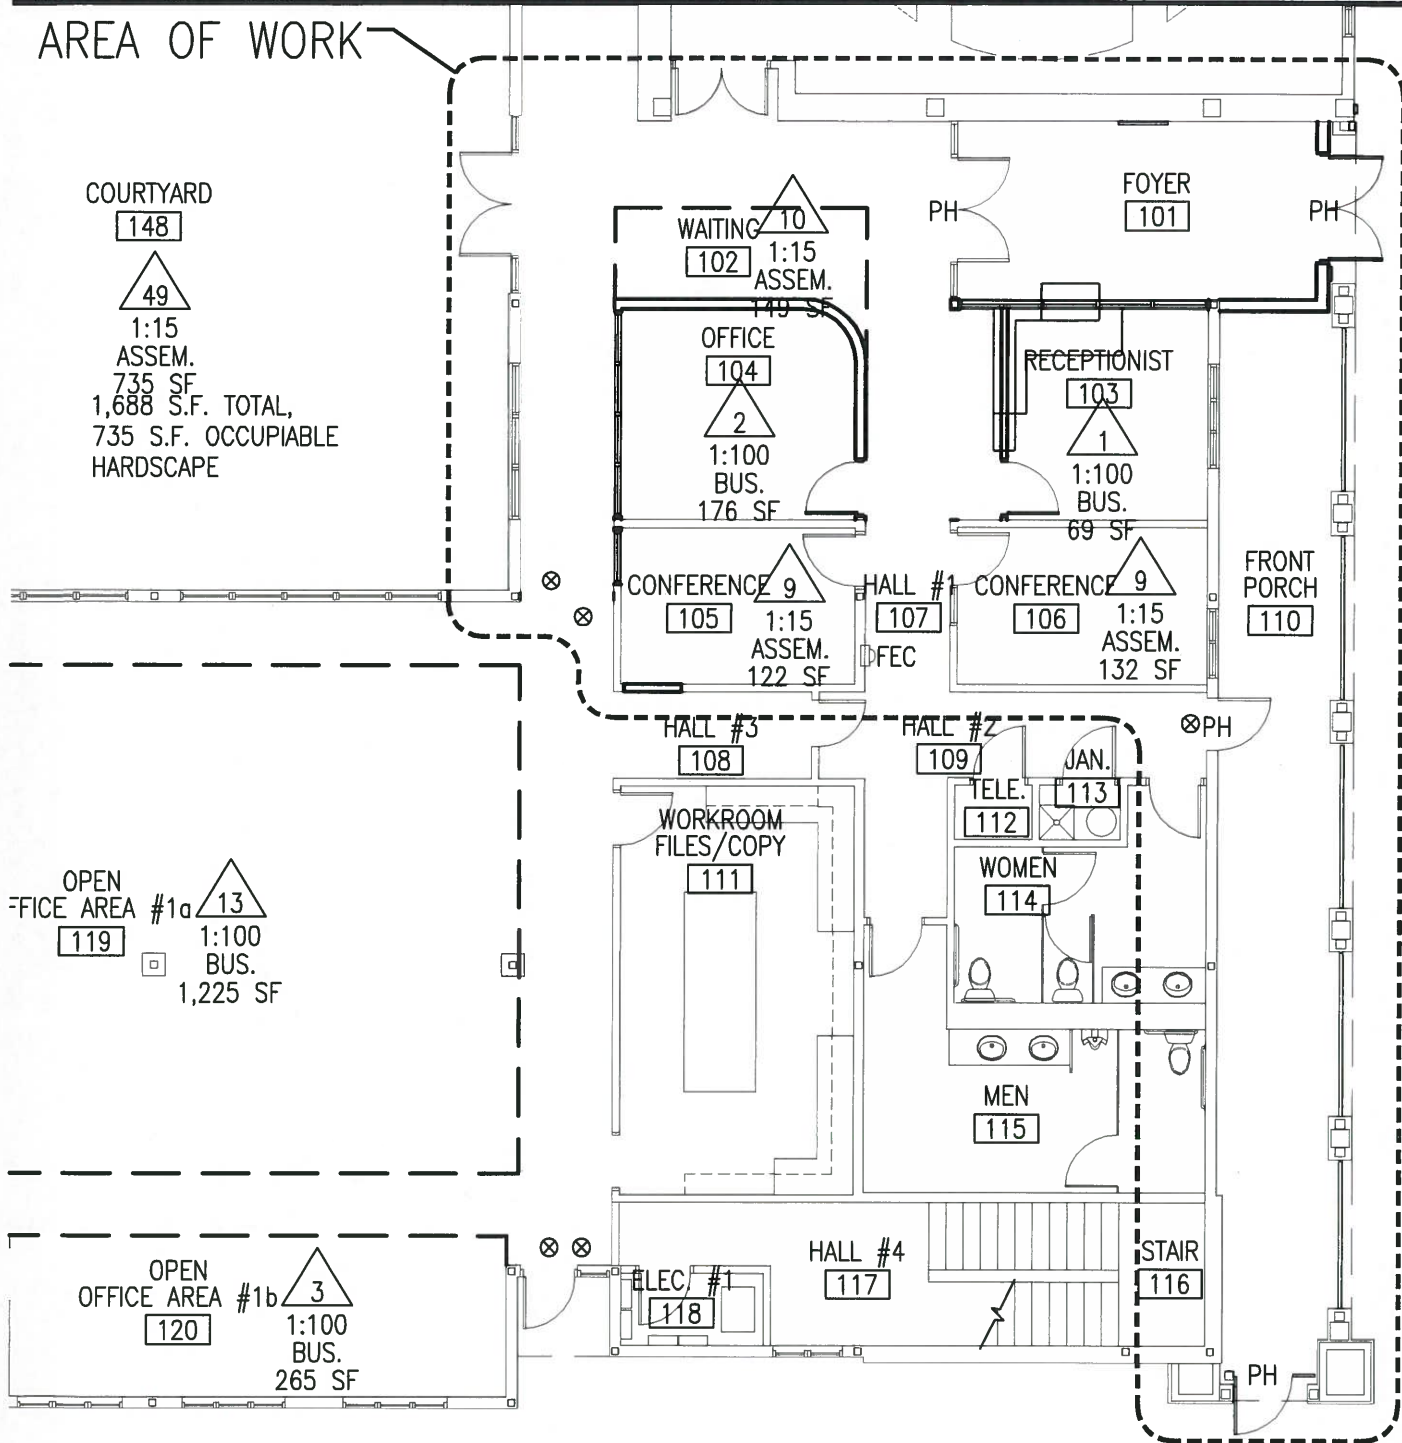 AREA OF WORK
COURTYARD
148
49
1:15
ASSEM.
735 SF
1,688 S.F. TOTAL,
735 S.F. OCCUPIABLE
HARDSCAPE
WAITING
102
10
1:15
ASSEM.
149 SF
PH
FOYER
101
PH
OFFICE
104
2
1:100
BUS.
176 SF
RECEPTIONIST
103
1
1:100
BUS.
69 SF
CONFERENCE
105
9
1:15
ASSEM.
122 SF
HALL #1
107
FEC
CONFERENCE
106
9
1:15
ASSEM.
132 SF
FRONT
PORCH
110
HALL #3
108
HALL #2
109
PH
JAN.
113
TELE.
112
WORKROOM
FILES/COPY
111
WOMEN
114
OPEN
FFICE AREA #1a
119
13
1:100
BUS.
1,225 SF
MEN
115
OPEN
OFFICE AREA #1b
120
3
1:100
BUS.
265 SF
ELEC. #1
118
HALL #4
117
STAIR
116
PH